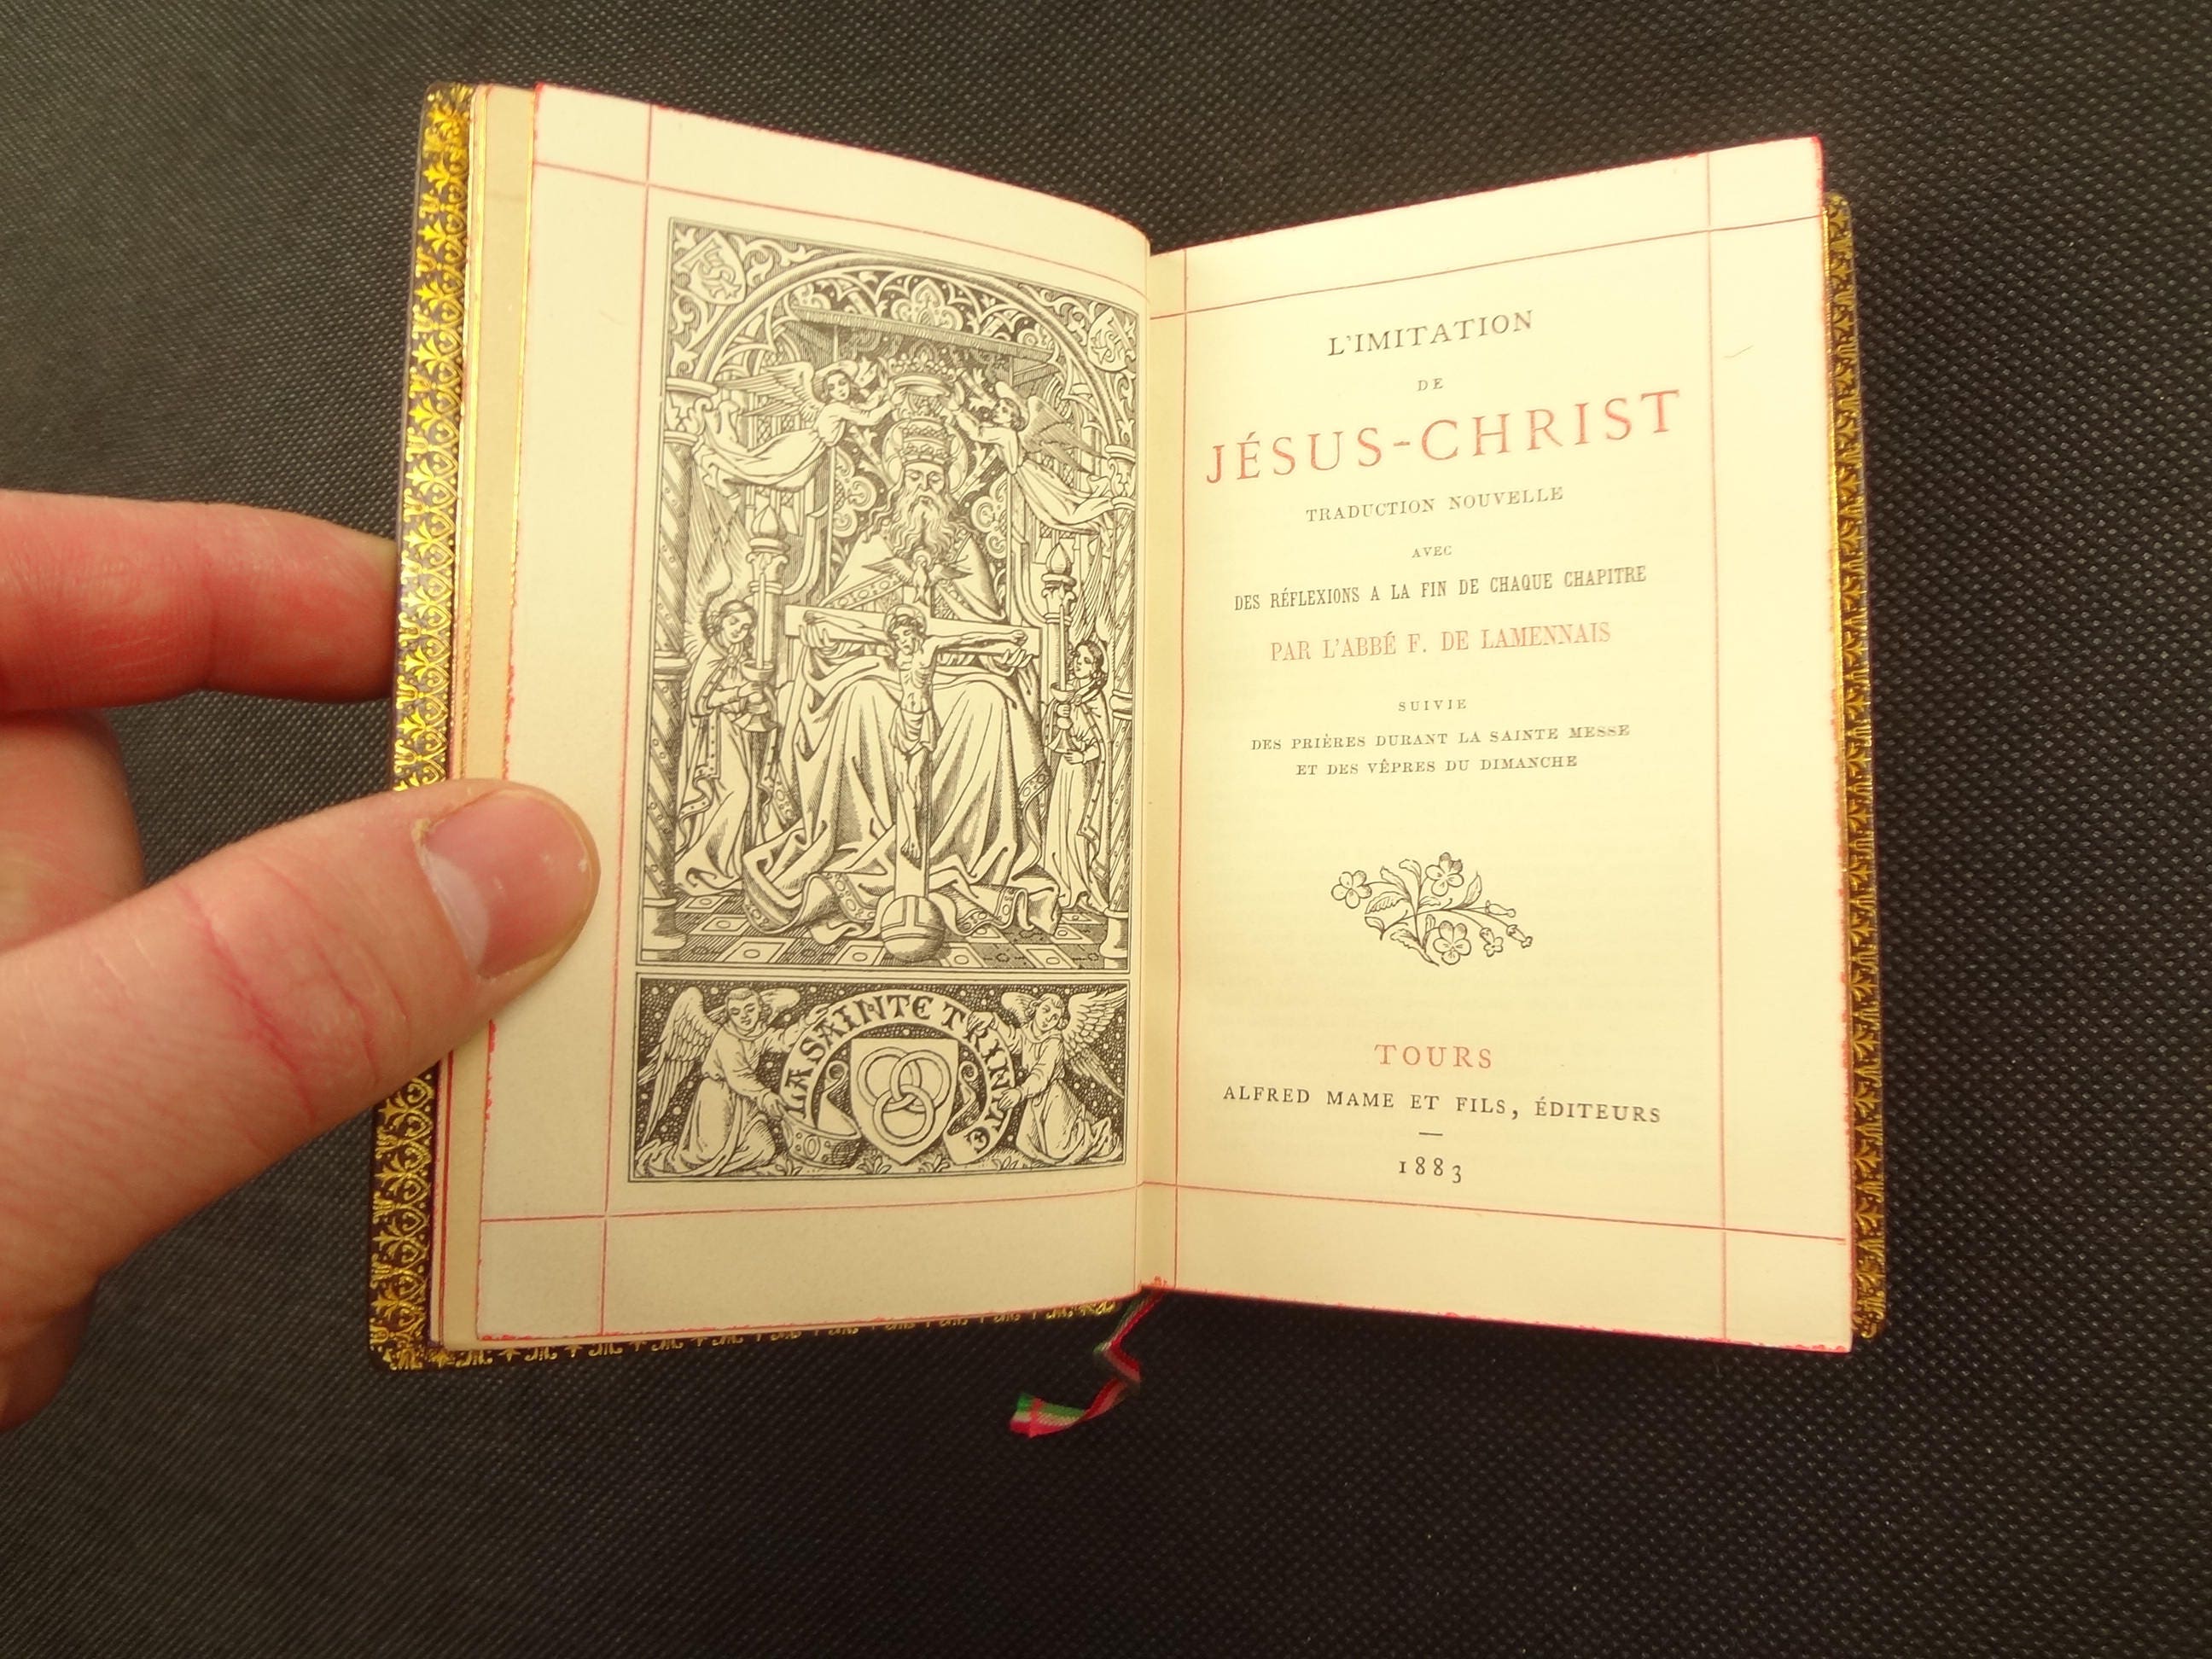 LA SAINTE TRINITÉ
L'IMITATION
DE
JÉSUS-CHRIST
TRADUCTION NOUVELLE
AVEC
DES RÉFLEXIONS A LA FIN DE CHAQUE CHAPITRE
PAR L'ABBÉ F. DE LAMENNAIS
SUIVIE
DES PRIÈRES DURANT LA SAINTE MESSE
ET DES VÊPRES DU DIMANCHE
TOURS
ALFRED MAME ET FILS, ÉDITEURS
1883